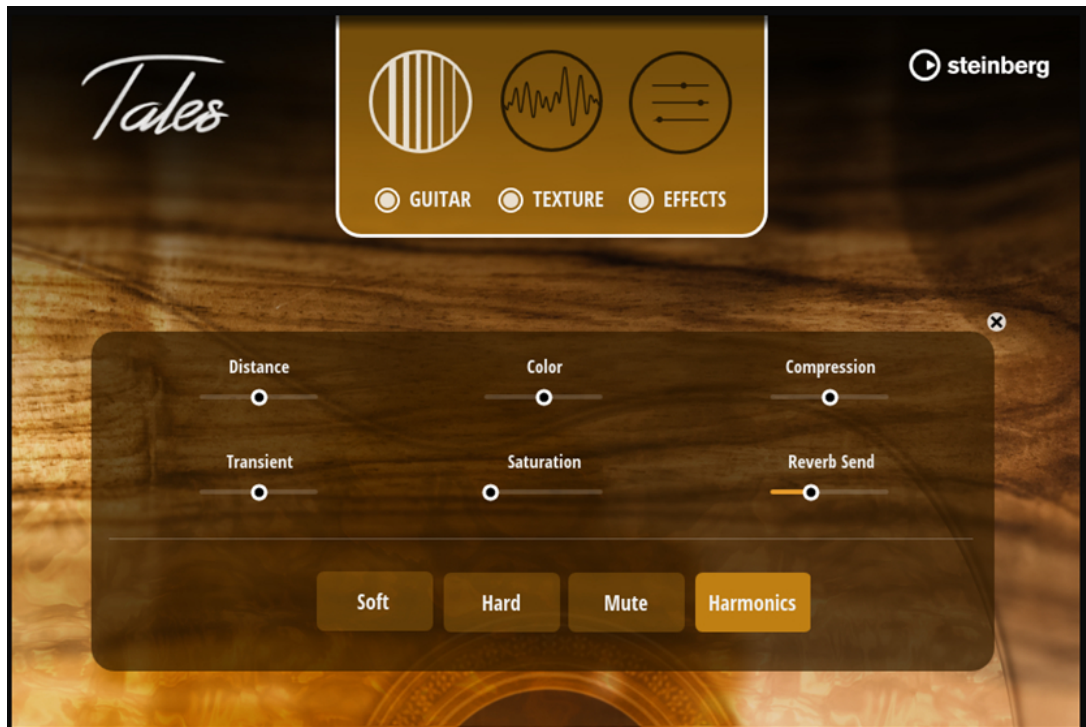 Tales
steinberg
GUITAR TEXTURE EFFECTS
Distance Color Compression
Transient Saturation Reverb Send
Soft Hard Mute Harmonics